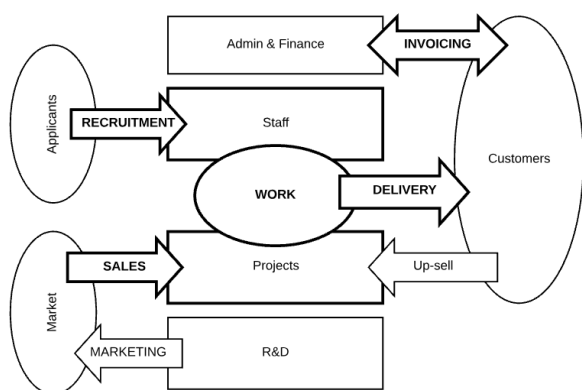 Admin & Finance
INVOICING
Applicants
RECRUITMENT
Staff
Customers
WORK
DELIVERY
SALES
Projects
Up-sell
Market
MARKETING
R&D